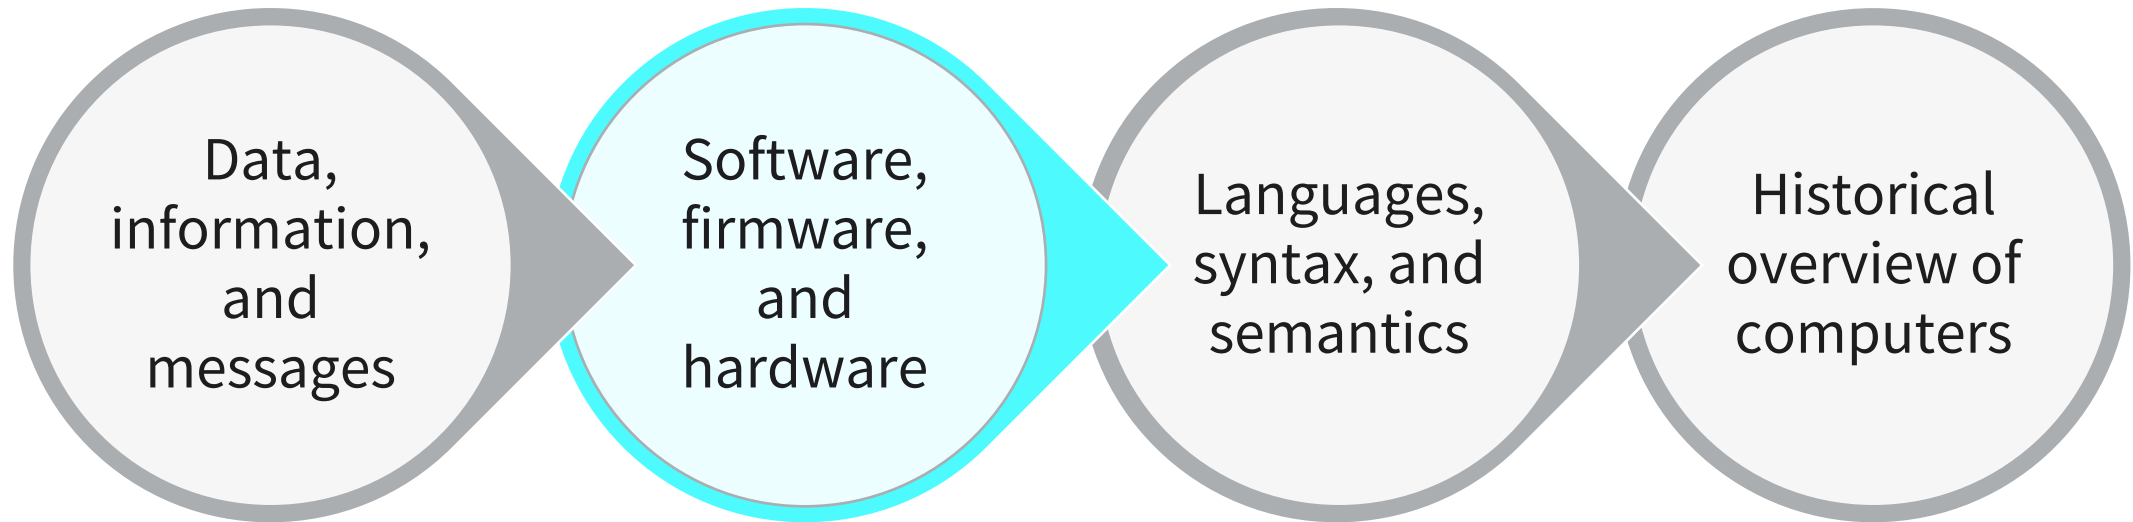 Data,
information,
and
messages
Software,
firmware,
and
hardware
Languages,
syntax, and
semantics
Historical
overview of
computers